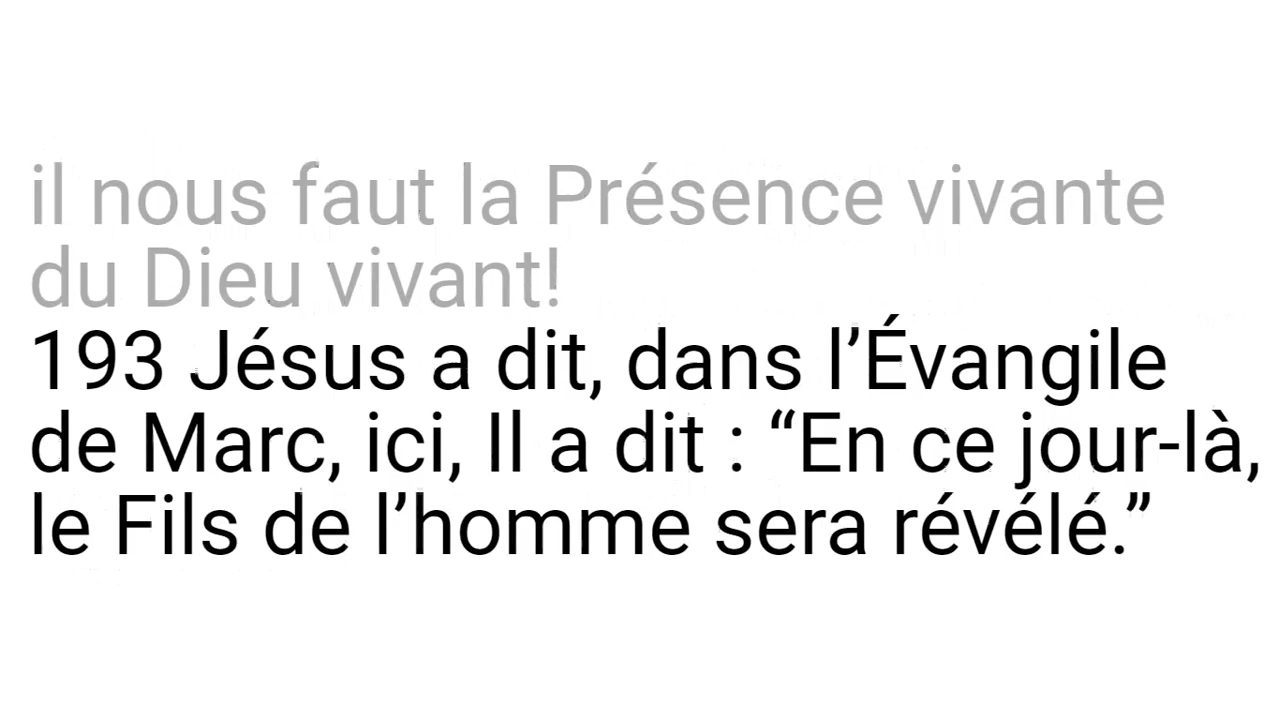 il nous faut la Présence vivante
du Dieu vivant!
193 Jésus a dit, dans l’Évangile
de Marc, ici, Il a dit : “En ce jour-là,
le Fils de l’homme sera révélé.”